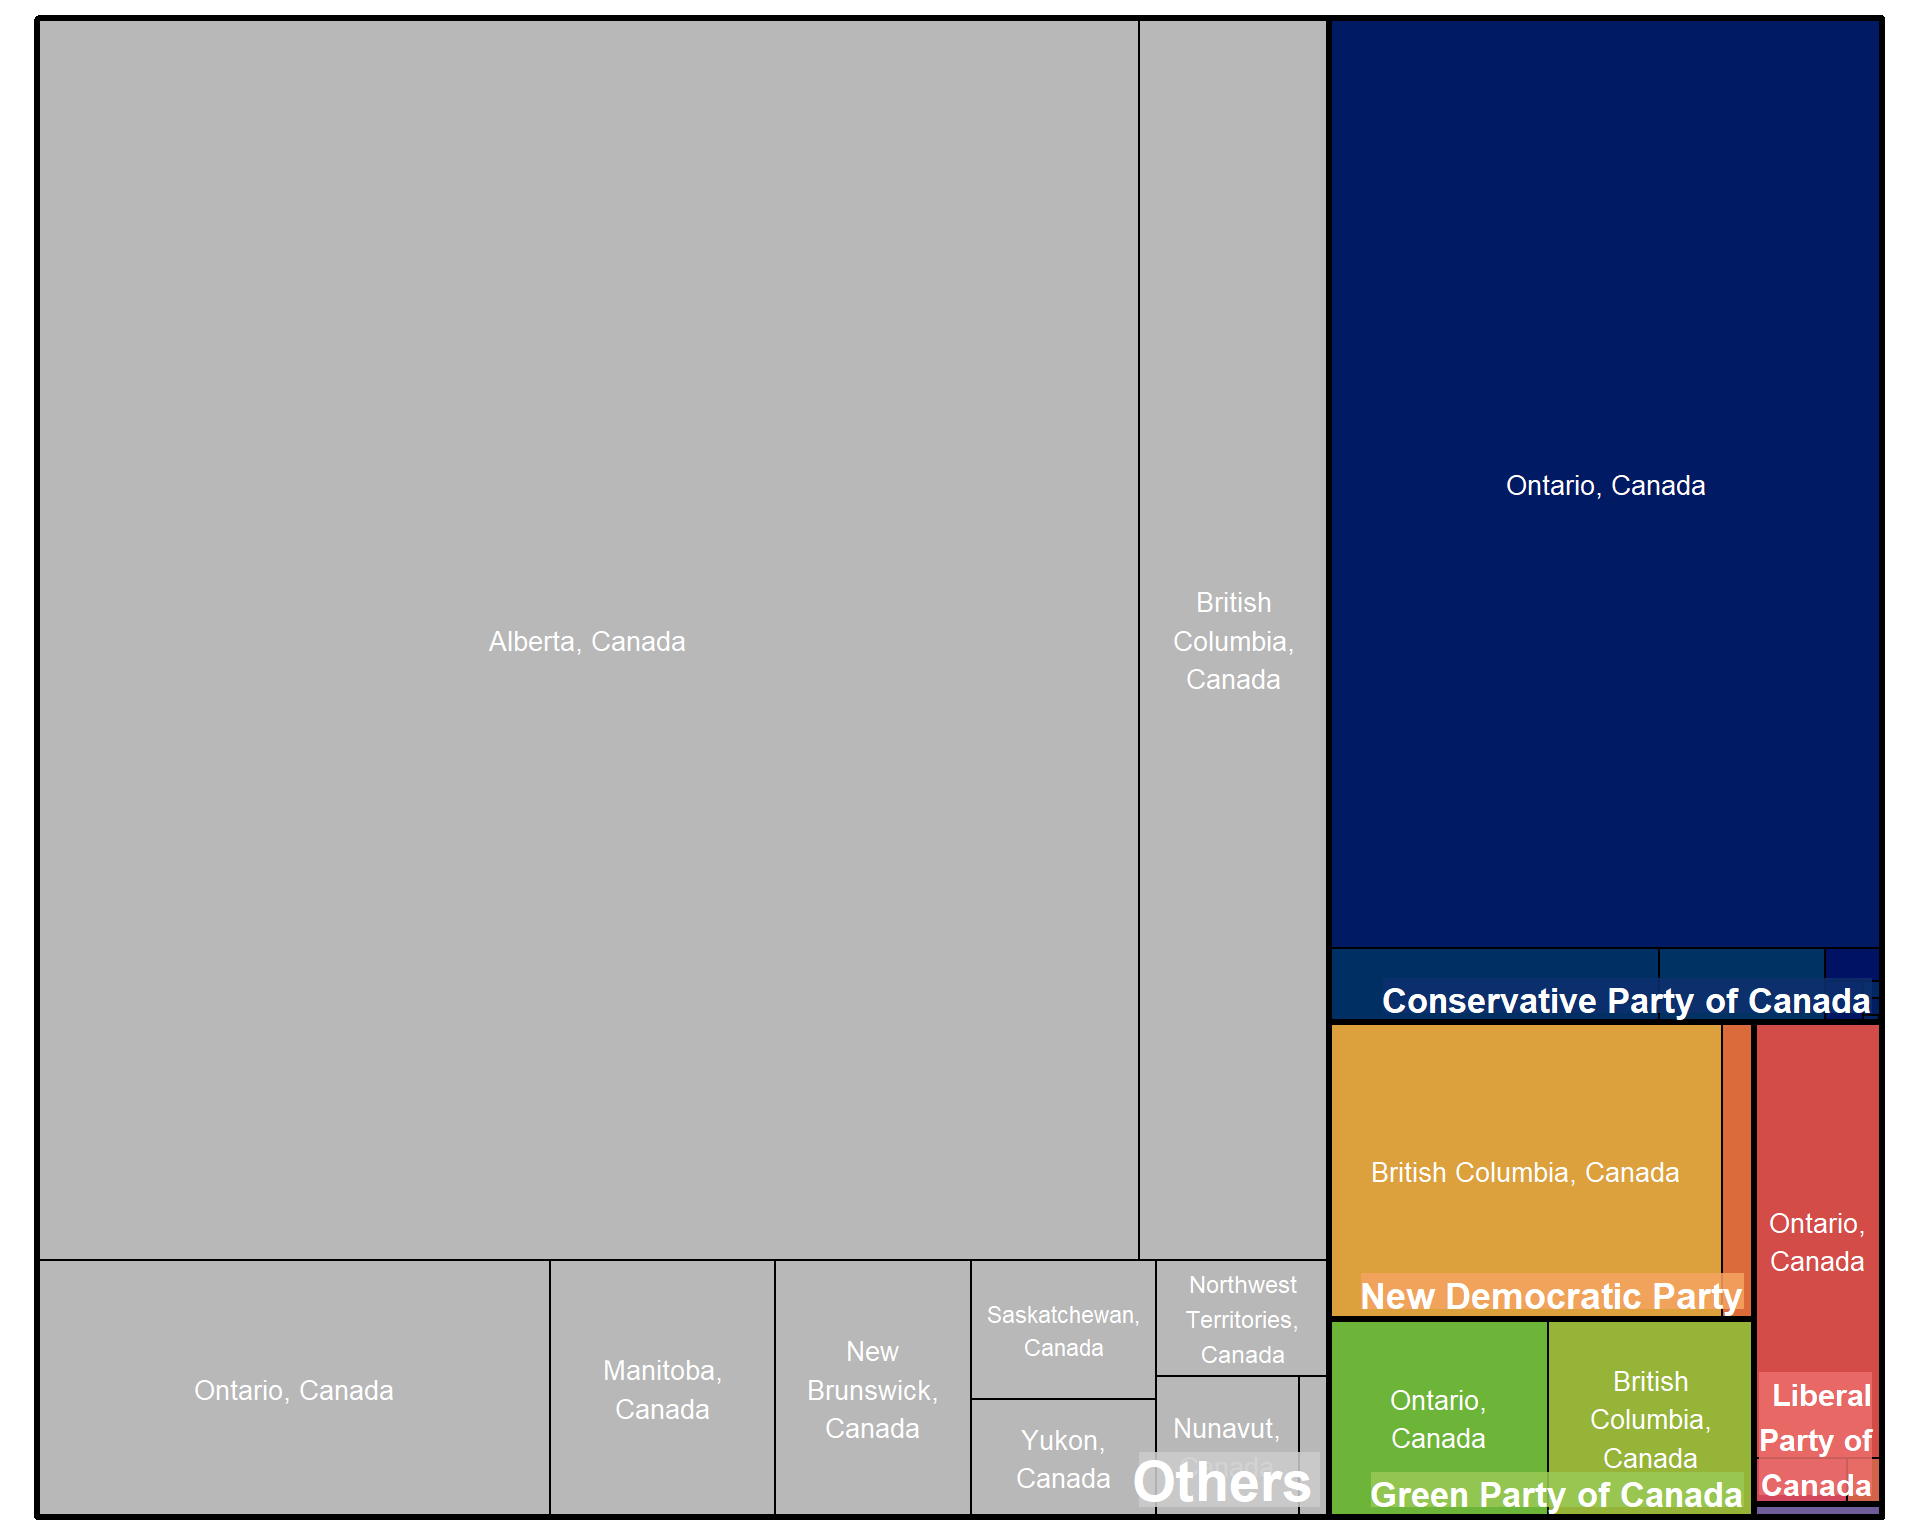 Alberta, Canada
British
Columbia,
Canada
Ontario, Canada
Conservative Party of Canada
British Columbia, Canada
New Democratic Party
Ontario,
Canada
Liberal
Party of
Canada
Ontario, Canada
Manitoba,
Canada
New
Brunswick,
Canada
Saskatchewan,
Canada
Yukon,
Canada
Northwest
Territories,
Canada
Nunavut,
Canada
Others
Ontario,
Canada
British
Columbia,
Canada
Green Party of Canada